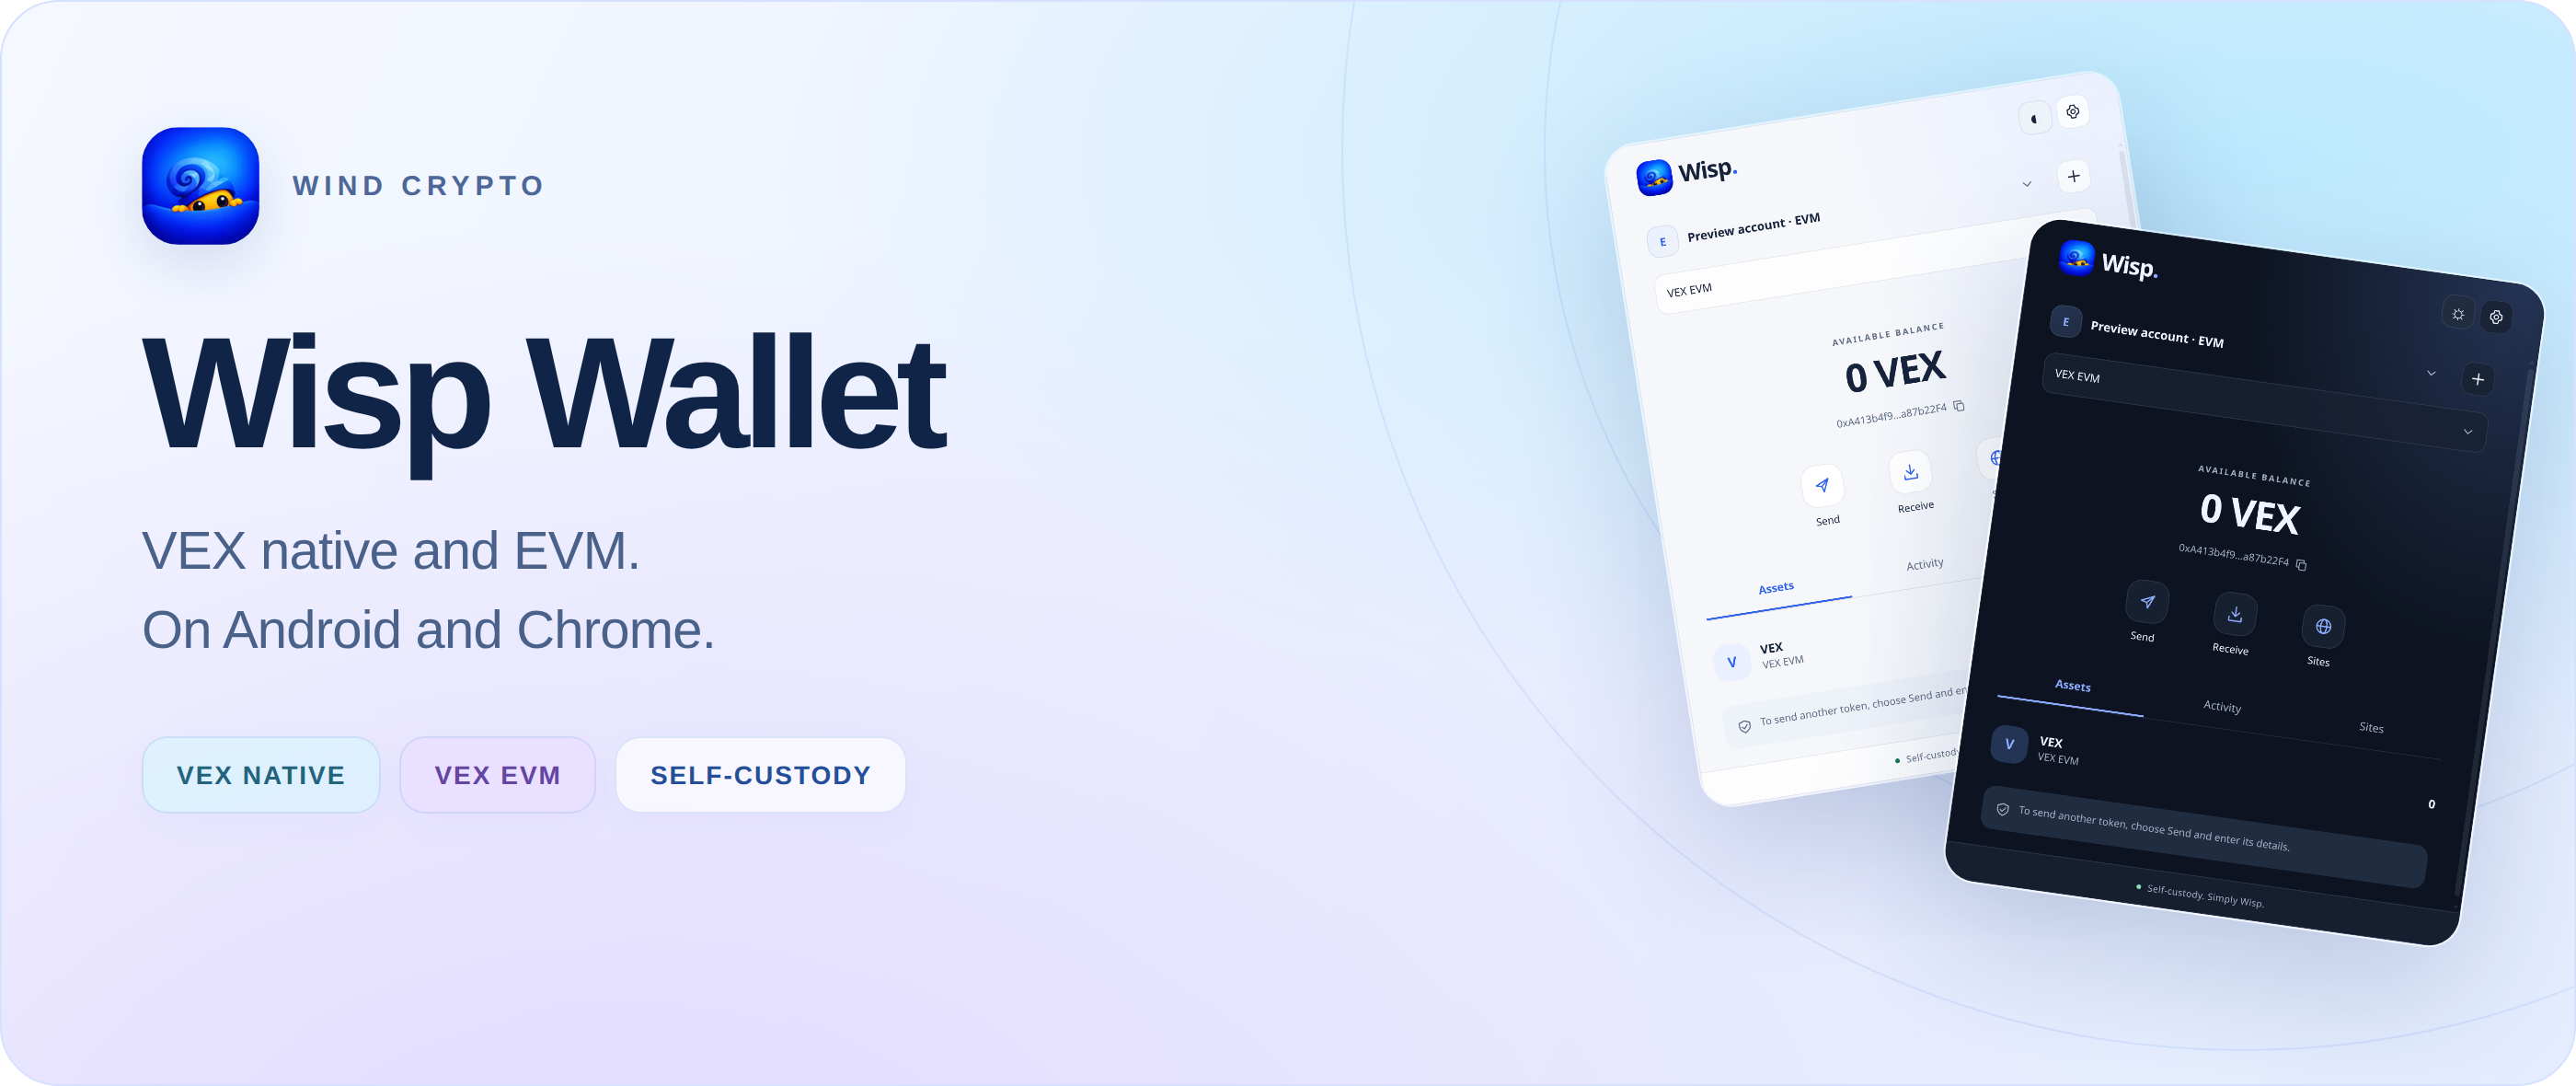 WIND CRYPTO
Wisp Wallet
VEX native and EVM.
On Android and Chrome.
VEX NATIVE
VEX EVM
SELF-CUSTODY
Wisp.
E
Preview account · EVM
VEX EVM
AVAILABLE BALANCE
0 VEX
0xA413b4f9...a87b22F4
Send
Receive
Assets
Activity
V
VEX
VEX EVM
To send another token, choose Send and en
Self-custody
Wisp.
E
Preview account · EVM
VEX EVM
AVAILABLE BALANCE
0 VEX
0xA413b4f9...a87b22F4
Send
Receive
Sites
Assets
Activity
Sites
V
VEX
VEX EVM
0
To send another token, choose Send and enter its details.
Self-custody. Simply Wisp.